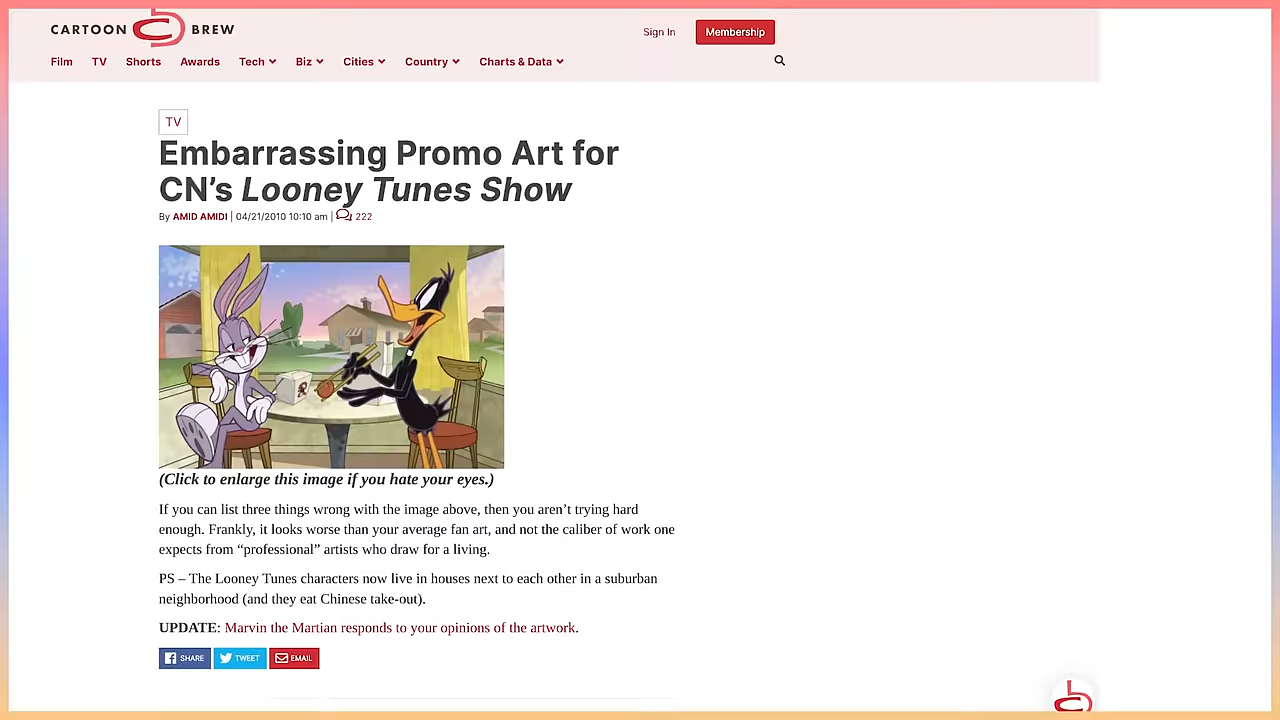 CARTOON BREW
Sign In
Membership
Film TV Shorts Awards Tech Biz Cities Country Charts & Data
TV
Embarrassing Promo Art for
CN’s Looney Tunes Show
By AMID AMIDI | 04/21/2010 10:10 am | 222
(Click to enlarge this image if you hate your eyes.)
If you can list three things wrong with the image above, then you aren’t trying hard
enough. Frankly, it looks worse than your average fan art, and not the caliber of work one
expects from “professional” artists who draw for a living.
PS – The Looney Tunes characters now live in houses next to each other in a suburban
neighborhood (and they eat Chinese take-out).
UPDATE: Marvin the Martian responds to your opinions of the artwork.
SHARE TWEET EMAIL